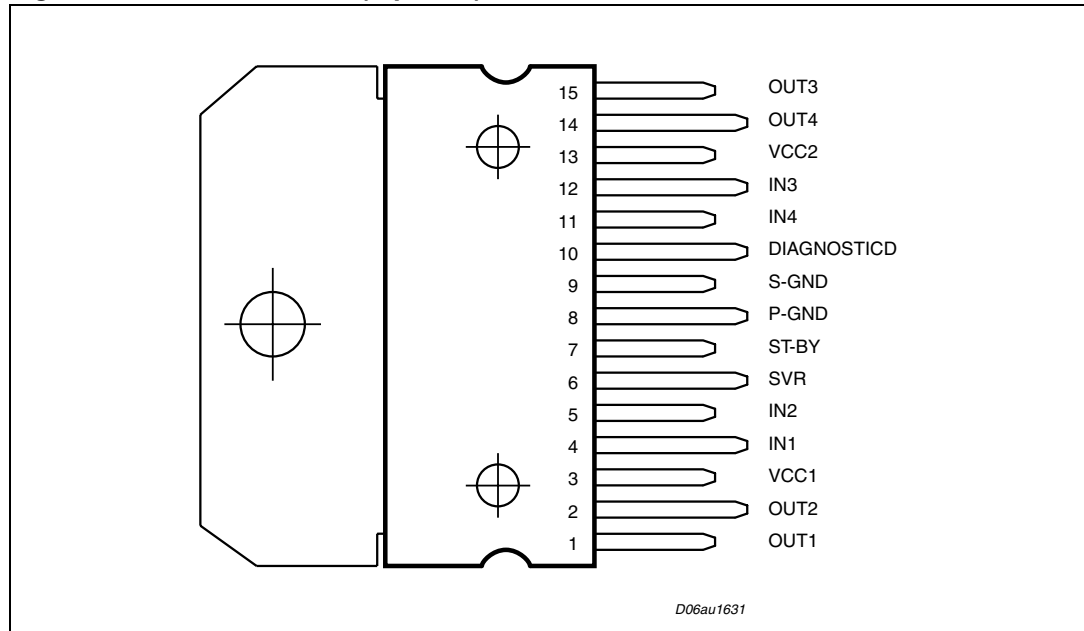 15 OUT3
14 OUT4
13 VCC2
12 IN3
11 IN4
10 DIAGNOSTICD
9 S-GND
8 P-GND
7 ST-BY
6 SVR
5 IN2
4 IN1
3 VCC1
2 OUT2
1 OUT1
D06au1631